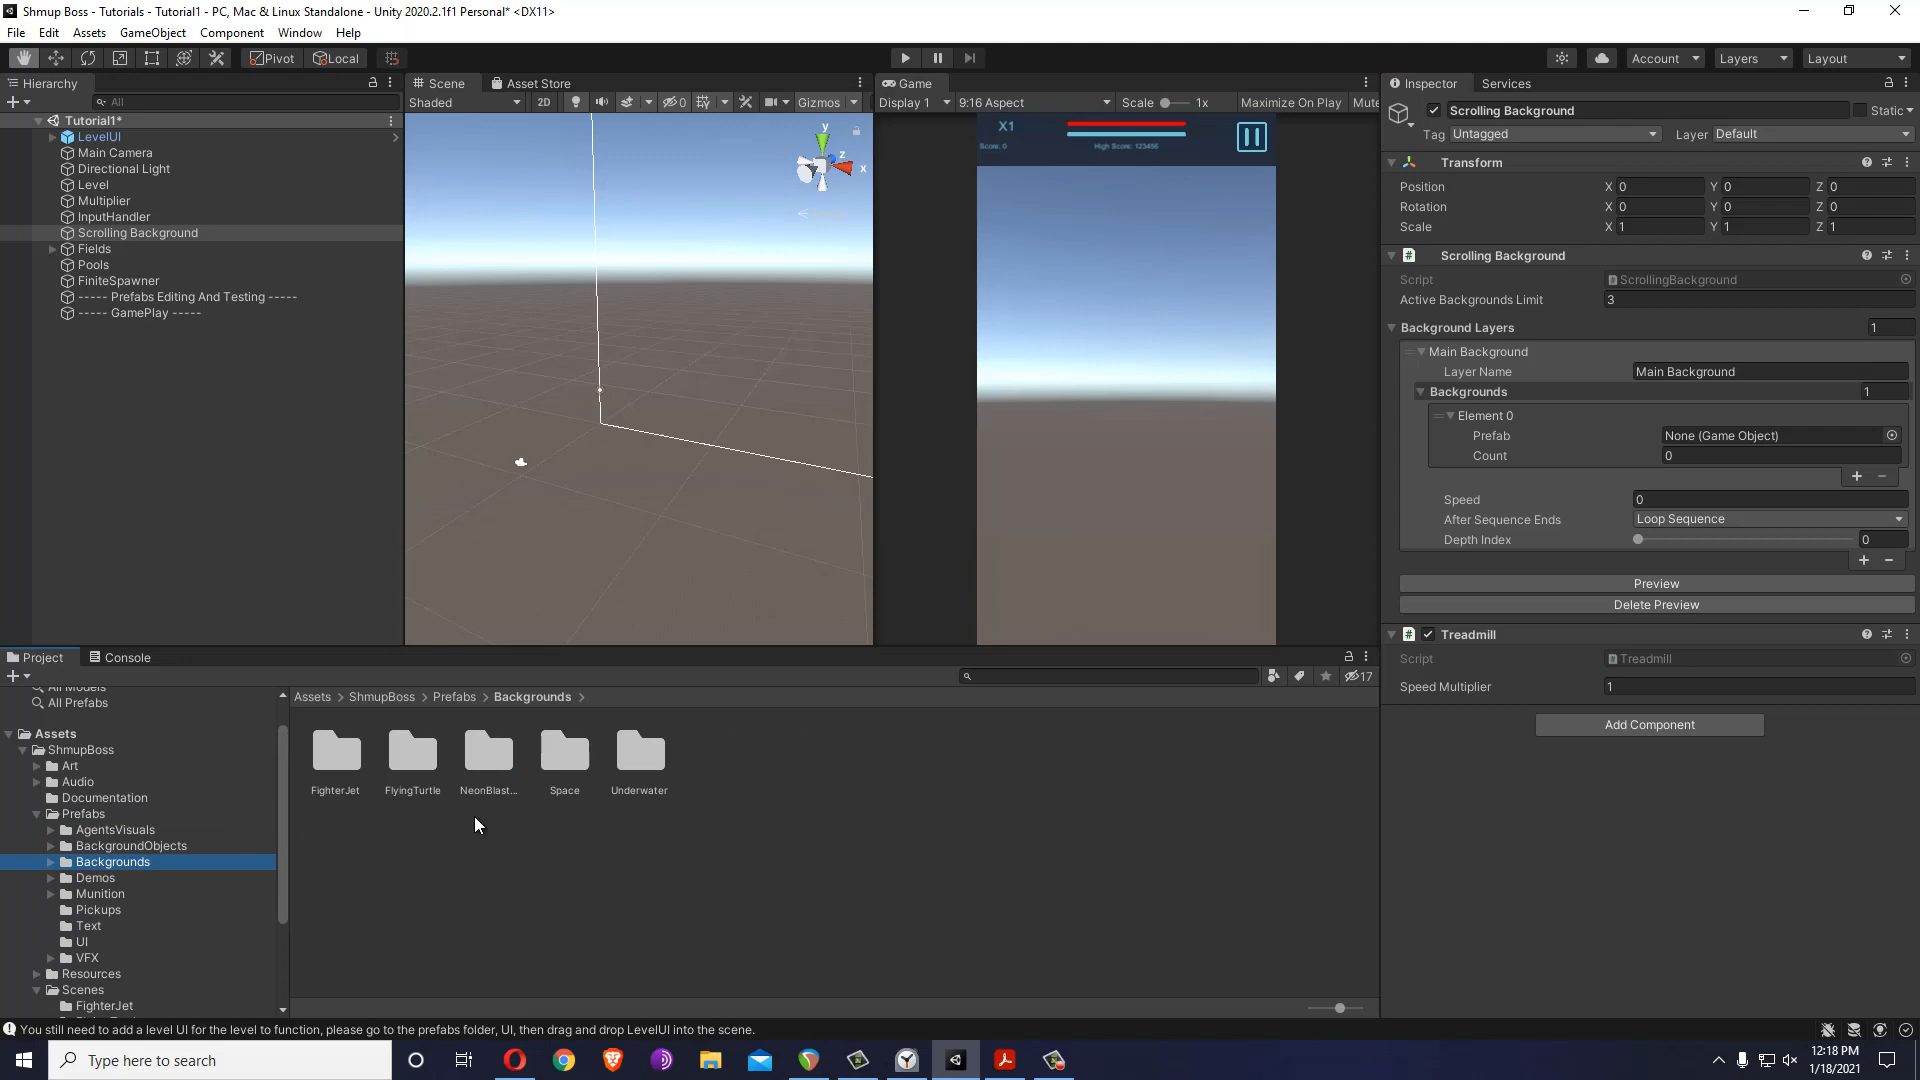 Shmup Boss - Tutorials - Tutorial1 - PC, Mac & Linux Standalone - Unity 2020.2.1f1 Personal* <DX11>
File Edit Assets GameObject Component Window Help
Pivot Local Account Layers Layout
Hierarchy
All
Tutorial1*
LevelUI
Main Camera
Directional Light
Level
Multiplier
InputHandler
Scrolling Background
Fields
Pools
FiniteSpawner
----- Prefabs Editing And Testing -----
----- GamePlay -----
Scene Asset Store
Shaded 2D 0 Gizmos
y
z
x
Game
Display 1 9:16 Aspect Scale 1x Maximize On Play Mute
X1
Score: 0 High Score: 123456
Inspector Services
Scrolling Background Static
Tag Untagged Layer Default
Transform
Position X 0 Y 0 Z 0
Rotation X 0 Y 0 Z 0
Scale X 1 Y 1 Z 1
Scrolling Background
Script ScrollingBackground
Active Backgrounds Limit 3
Background Layers 1
Main Background
Layer Name Main Background
Backgrounds 1
Element 0
Prefab None (Game Object)
Count 0
Speed 0
After Sequence Ends Loop Sequence
Depth Index 0
Preview
Delete Preview
Treadmill
Script Treadmill
Speed Multiplier 1
Add Component
Project Console
17
All Models
All Prefabs
Assets
ShmupBoss
Art
Audio
Documentation
Prefabs
AgentsVisuals
BackgroundObjects
Backgrounds
Demos
Munition
Pickups
Text
UI
VFX
Resources
Scenes
FighterJet
Assets > ShmupBoss > Prefabs > Backgrounds >
FighterJet FlyingTurtle NeonBlast... Space Underwater
You still need to add a level UI for the level to function, please go to the prefabs folder, UI, then drag and drop LevelUI into the scene.
Type here to search
12:18 PM
1/18/2021